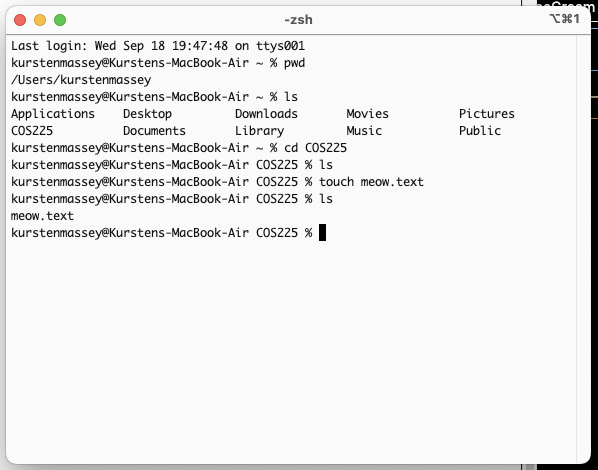 -zsh
⌥⌘1
Last login: Wed Sep 18 19:47:48 on ttys001
kurstenmassey@Kurstens-MacBook-Air ~ % pwd
/Users/kurstenmassey
kurstenmassey@Kurstens-MacBook-Air ~ % ls
Applications    Desktop         Downloads       Movies          Pictures
COS225          Documents       Library         Music           Public
kurstenmassey@Kurstens-MacBook-Air ~ % cd COS225
kurstenmassey@Kurstens-MacBook-Air COS225 % ls
kurstenmassey@Kurstens-MacBook-Air COS225 % touch meow.text
kurstenmassey@Kurstens-MacBook-Air COS225 % ls
meow.text
kurstenmassey@Kurstens-MacBook-Air COS225 %